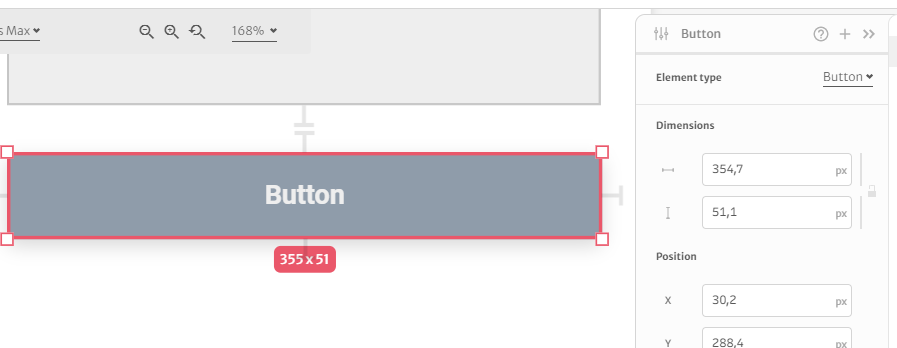 s Max
168%
Button
Element type
Button
Dimensions
354,7 px
51,1 px
Position
X 30,2 px
Y 288,4 px
Button
355 x 51